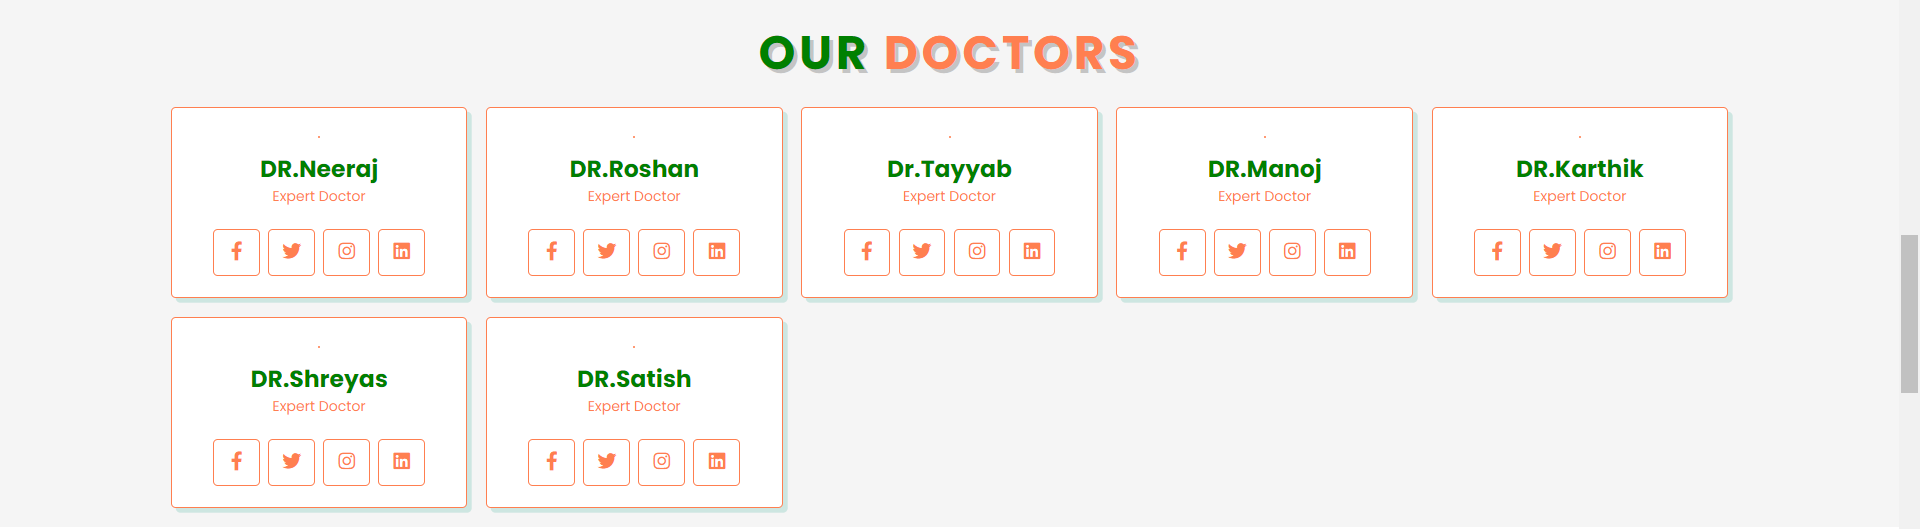 OUR DOCTORS
DR.Neeraj
Expert Doctor
DR.Roshan
Expert Doctor
Dr.Tayyab
Expert Doctor
DR.Manoj
Expert Doctor
DR.Karthik
Expert Doctor
DR.Shreyas
Expert Doctor
DR.Satish
Expert Doctor